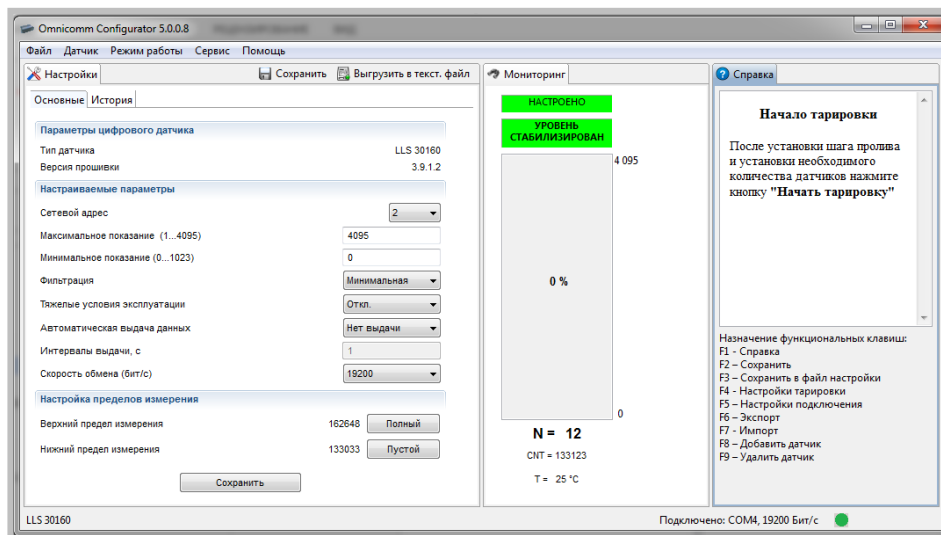 Omnicomm Configurator 5.0.0.8
Файл Датчик Режим работы Сервис Помощь
Настройки
Сохранить Выгрузить в текст. файл
Основные История
Параметры цифрового датчика
Тип датчика LLS 30160
Версия прошивки 3.9.1.2
Настраиваемые параметры
Сетевой адрес 2
Максимальное показание (1...4095) 4095
Минимальное показание (0...1023) 0
Фильтрация Минимальная
Тяжелые условия эксплуатации Откл.
Автоматическая выдача данных Нет выдачи
Интервалы выдачи, с 1
Скорость обмена (бит/с) 19200
Настройка пределов измерения
Верхний предел измерения 162648 Полный
Нижний предел измерения 133033 Пустой
Сохранить
Мониторинг
НАСТРОЕНО
УРОВЕНЬ
СТАБИЛИЗИРОВАН
4 095
0 %
0
N = 12
CNT = 133123
T = 25 °C
Справка
Начало тарировки
После установки шага пролива
и установки необходимого
количества датчиков нажмите
кнопку "Начать тарировку"
Назначение функциональных клавиш:
F1 - Справка
F2 – Сохранить
F3 – Сохранить в файл настройки
F4 - Настройки тарировки
F5 – Настройки подключения
F6 – Экспорт
F7 - Импорт
F8 – Добавить датчик
F9 – Удалить датчик
LLS 30160
Подключено: COM4, 19200 Бит/с